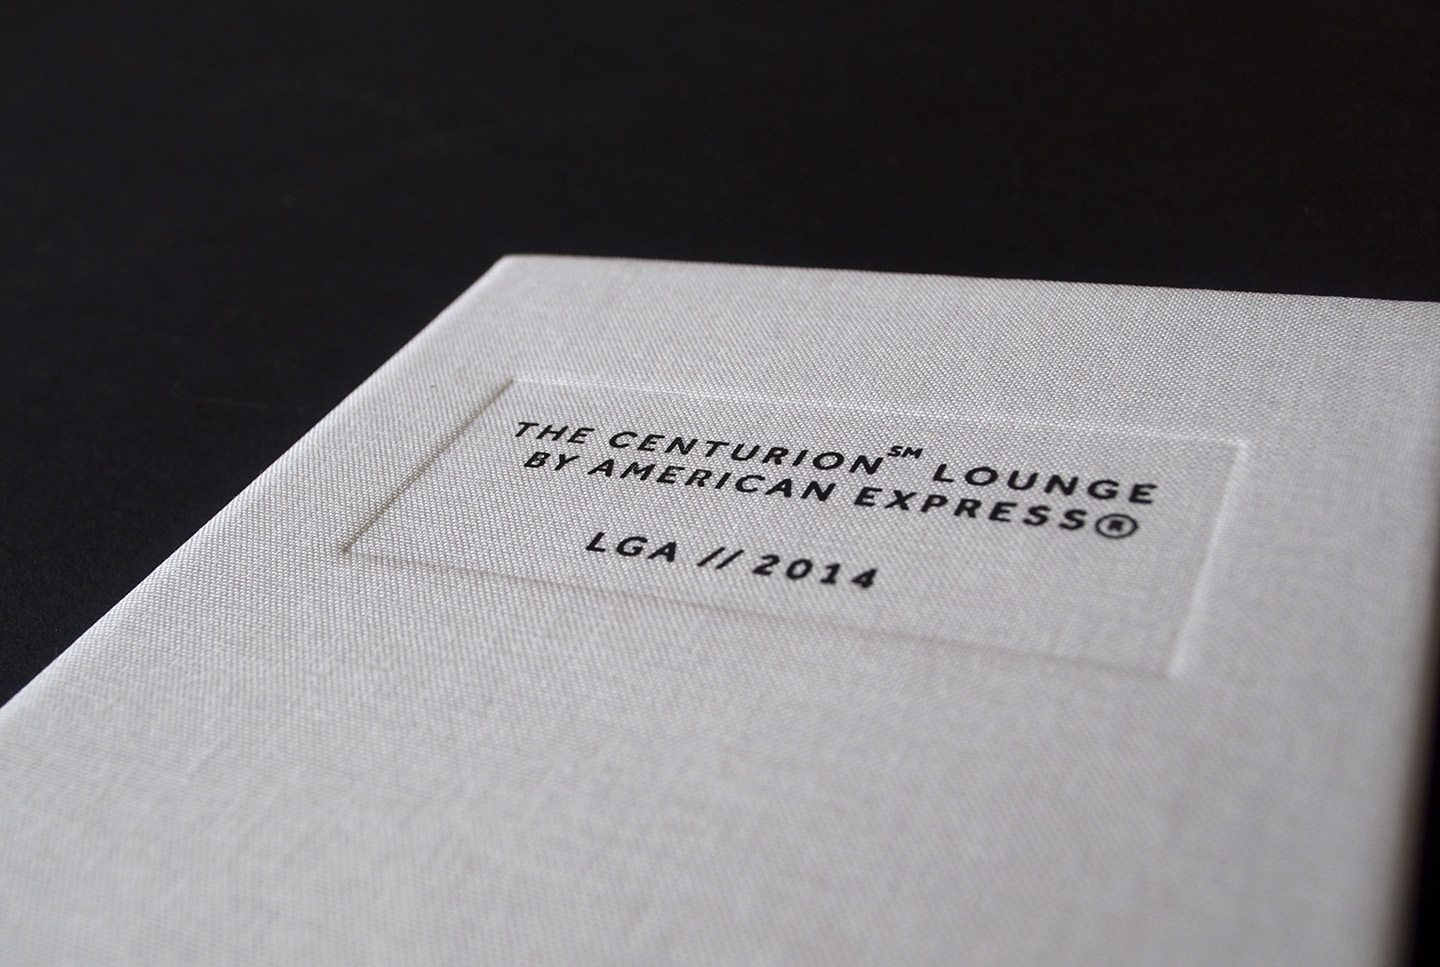 THE CENTURION℠ LOUNGE
BY AMERICAN EXPRESS®
LGA // 2014